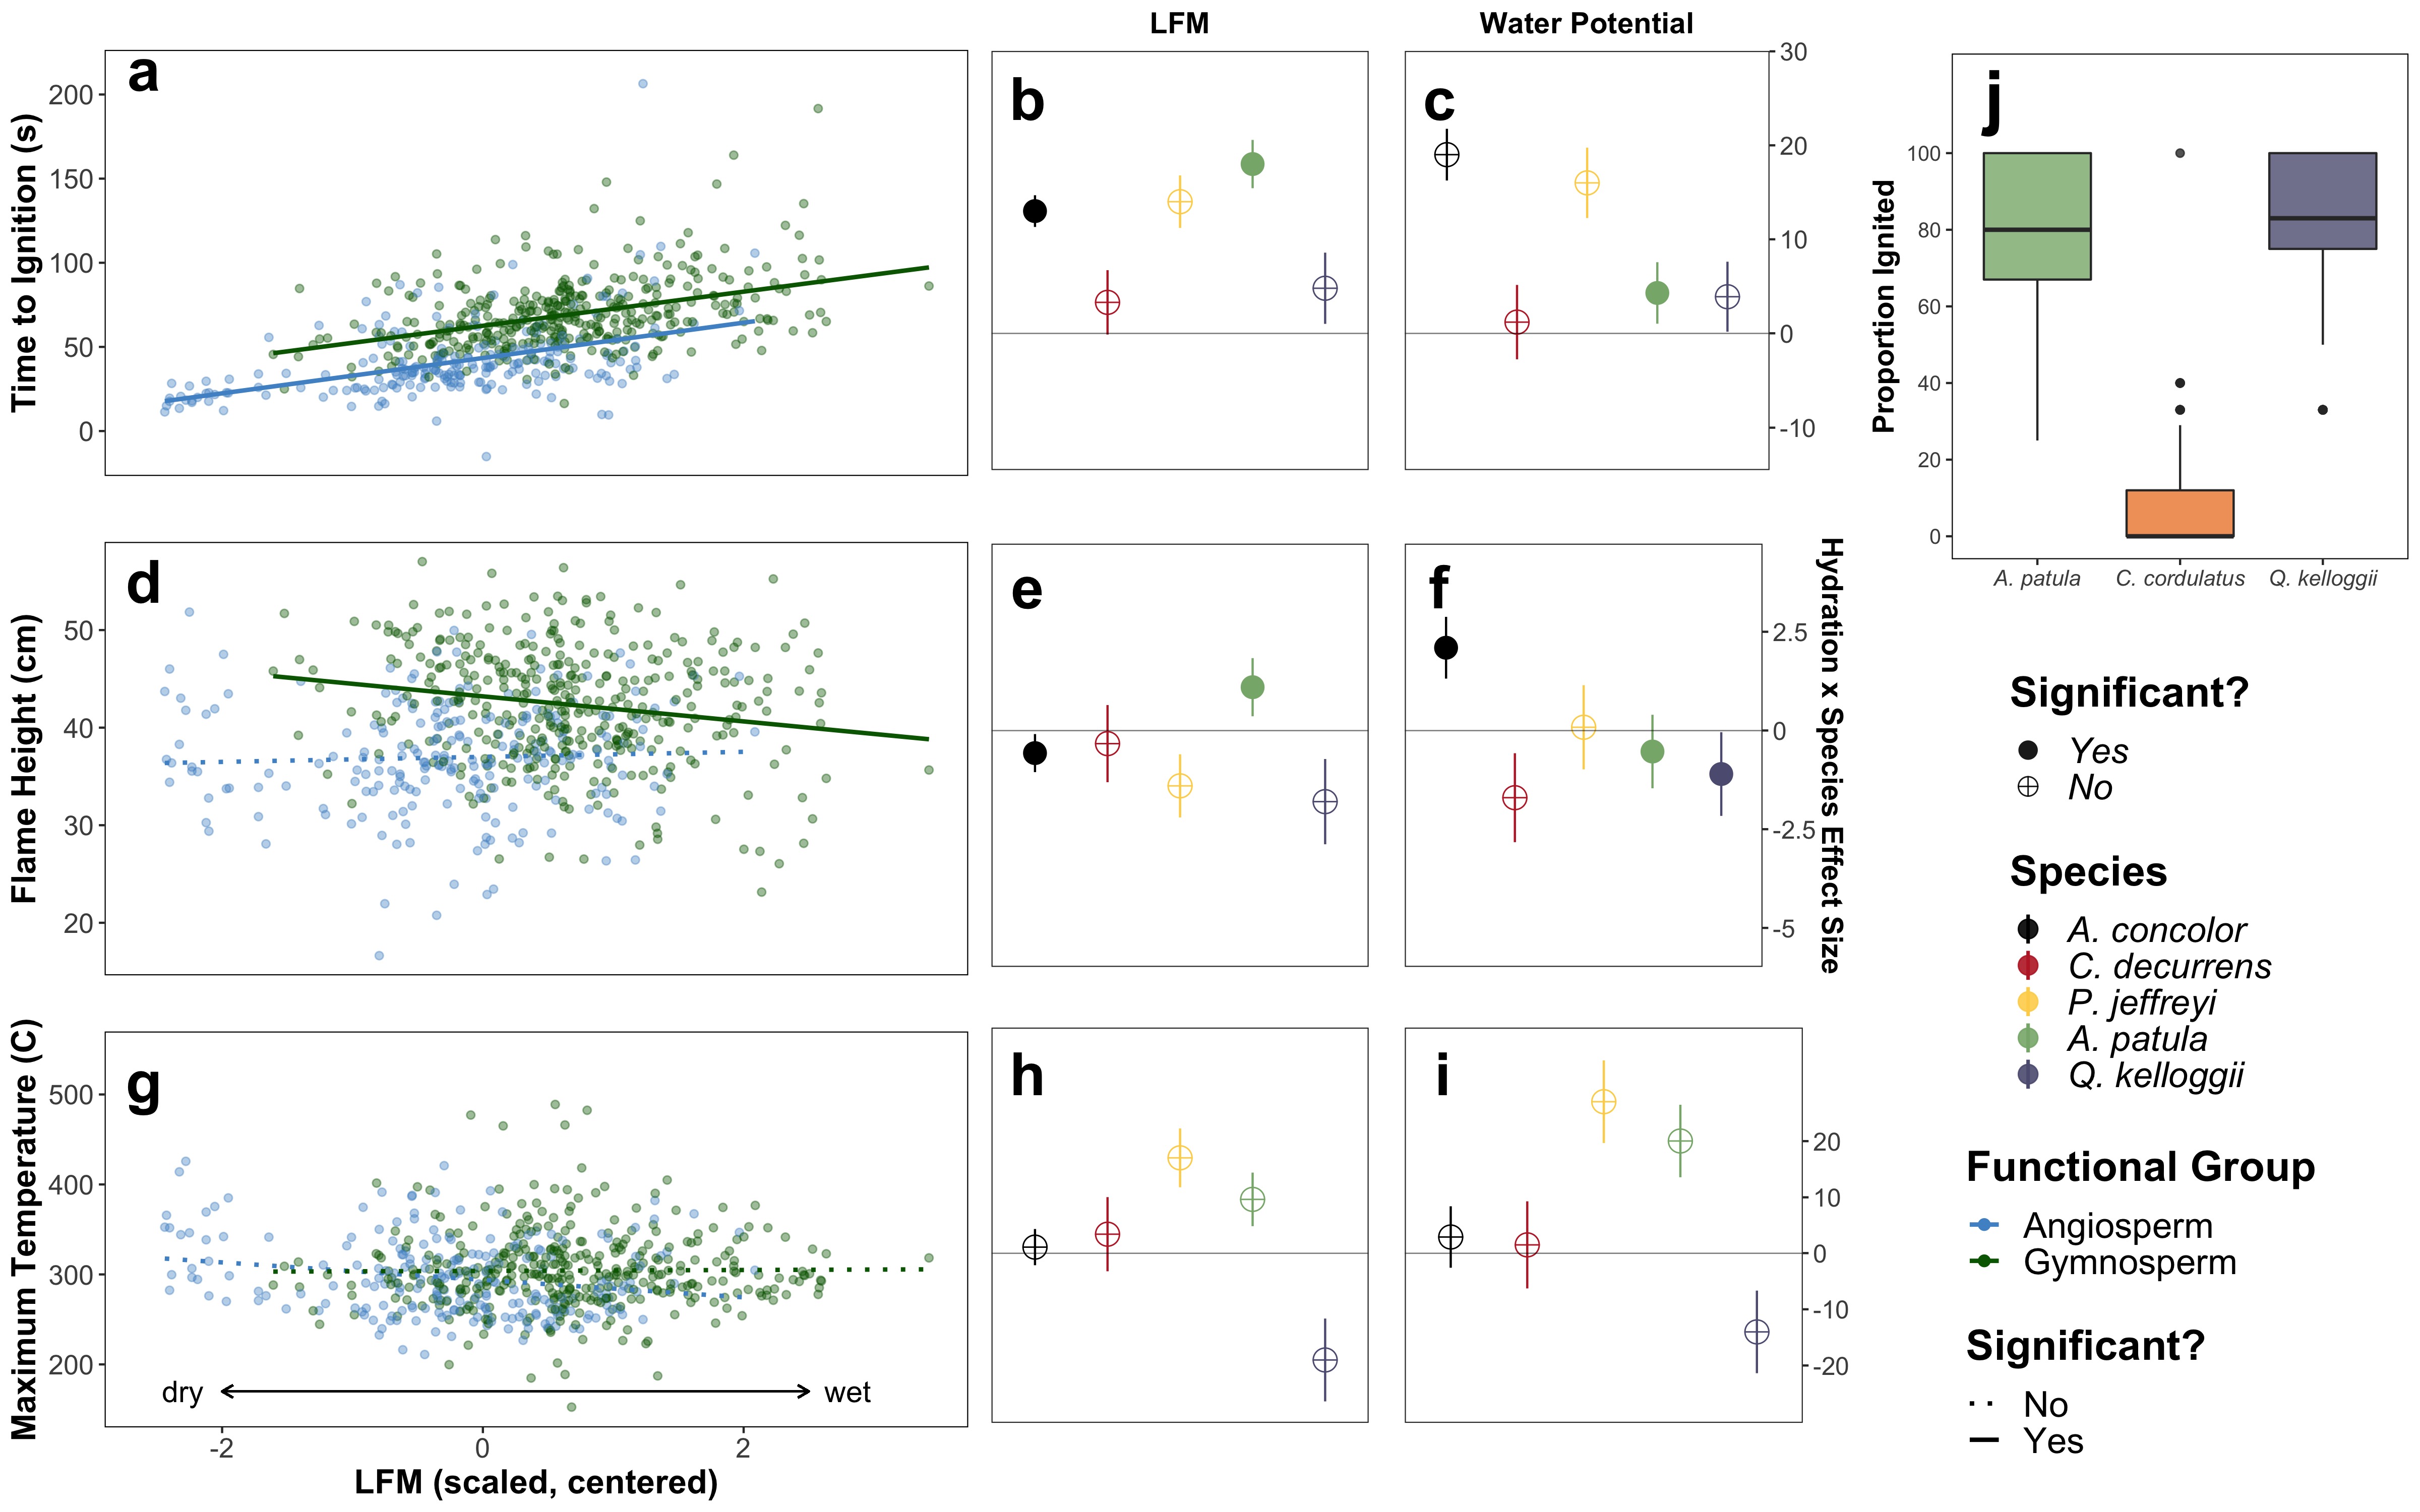 LFM
Water Potential
a
b
c
j
Time to Ignition (s)
200
150
100
50
0
30
20
10
0
-10
Proportion Ignited
100
80
60
40
20
0
A. patula
C. cordulatus
Q. kelloggii
d
e
f
Flame Height (cm)
50
40
30
20
2.5
0
-2.5
-5
Hydration x Species Effect Size
g
h
i
Maximum Temperature (C)
500
400
300
200
20
10
0
-10
-20
dry
wet
-2
0
2
LFM (scaled, centered)
Significant?
Yes
No
Species
A. concolor
C. decurrens
P. jeffreyi
A. patula
Q. kelloggii
Functional Group
Angiosperm
Gymnosperm
Significant?
No
Yes